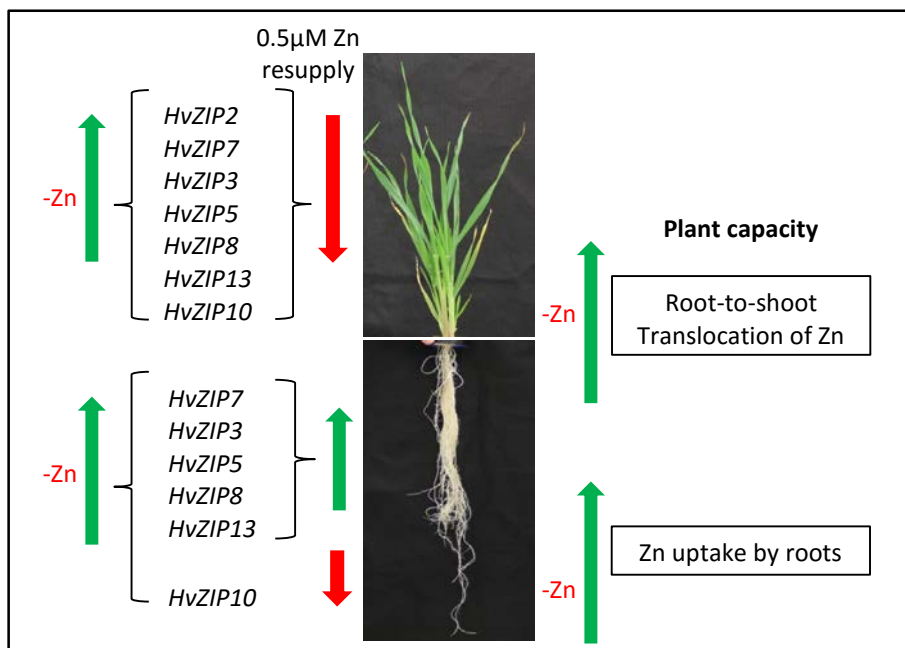 0.5µM Zn
resupply
-Zn
HvZIP2
HvZIP7
HvZIP3
HvZIP5
HvZIP8
HvZIP13
HvZIP10
Plant capacity
-Zn
Root-to-shoot
Translocation of Zn
-Zn
HvZIP7
HvZIP3
HvZIP5
HvZIP8
HvZIP13
HvZIP10
-Zn
Zn uptake by roots